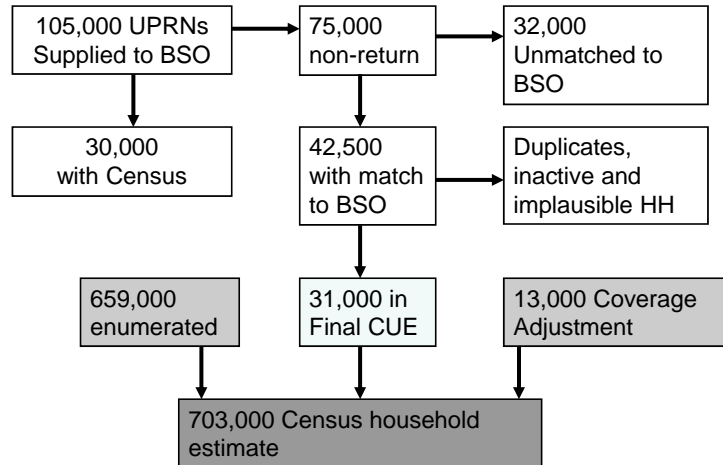 105,000 UPRNs
Supplied to BSO
75,000
non-return
32,000
Unmatched to
BSO
30,000
with Census
42,500
with match
to BSO
Duplicates,
inactive and
implausible HH
659,000
enumerated
31,000 in
Final CUE
13,000 Coverage
Adjustment
703,000 Census household
estimate